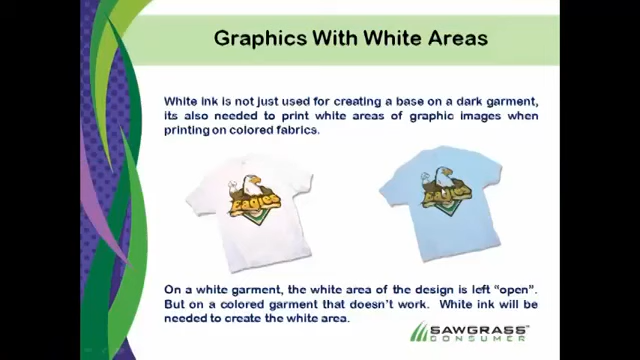 Graphics With White Areas
White ink is not just used for creating a base on a dark garment,
its also needed to print white areas of graphic images when
printing on colored fabrics.
Eagles
Eagles
On a white garment, the white area of the design is left “open”.
But on a colored garment that doesn’t work. White ink will be
needed to create the white area.
SAWGRASS™
CONSUMER